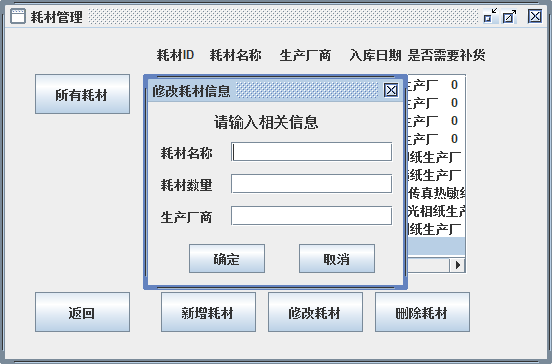 耗材管理
耗材ID 耗材名称 生产厂商 入库日期 是否需要补货
所有耗材
修改耗材信息
请输入相关信息
耗材名称
耗材数量
生产厂商
确定 取消
生产厂 0
生产厂 0
生产厂 0
生产厂 0
纸生产厂
纸生产厂
传真热敏
光相纸生产
纸生产厂
返回 新增耗材 修改耗材 删除耗材